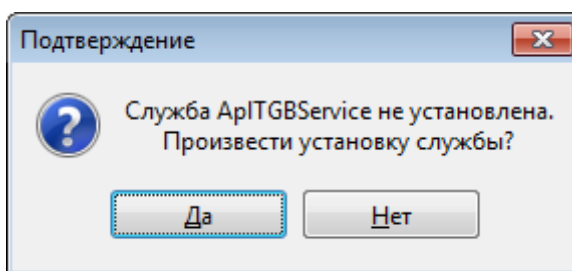 Подтверждение
Служба ApITGBService не установлена.
Произвести установку службы?
Да
Нет